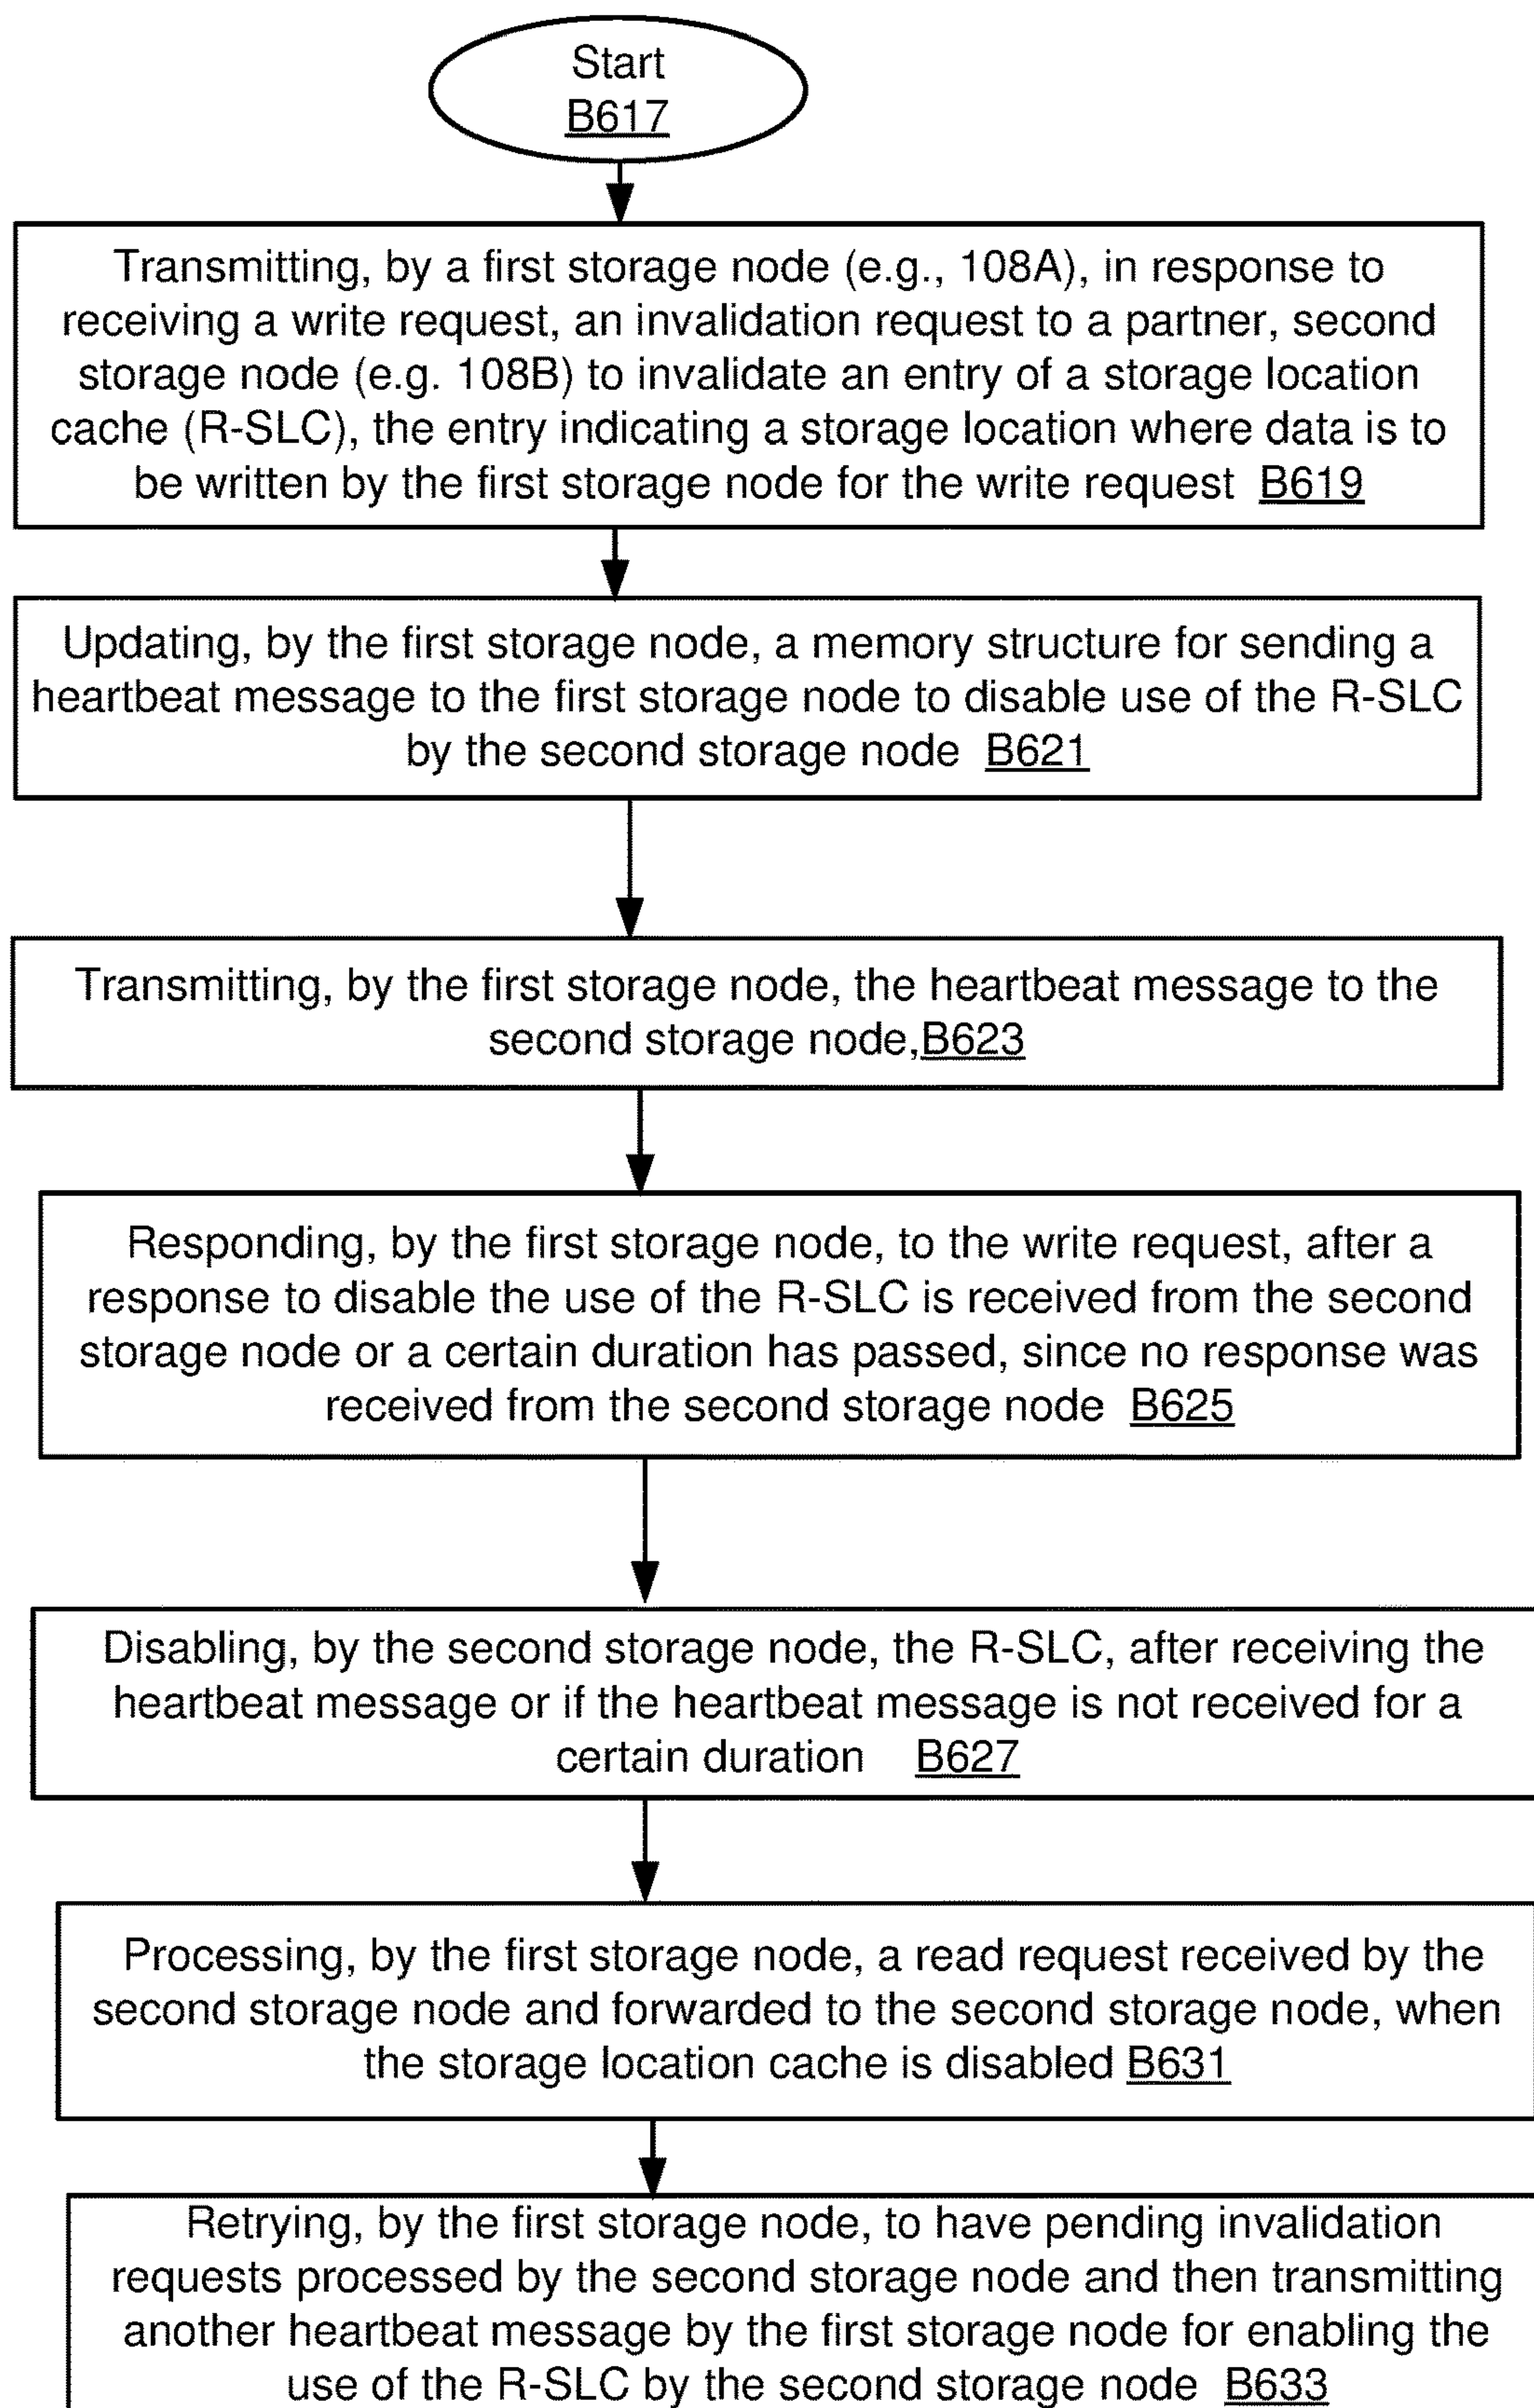 Start
B617
Transmitting, by a first storage node (e.g., 108A), in response to
receiving a write request, an invalidation request to a partner, second
storage node (e.g. 108B) to invalidate an entry of a storage location
cache (R-SLC), the entry indicating a storage location where data is to
be written by the first storage node for the write request B619
Updating, by the first storage node, a memory structure for sending a
heartbeat message to the first storage node to disable use of the R-SLC
by the second storage node B621
Transmitting, by the first storage node, the heartbeat message to the
second storage node,B623
Responding, by the first storage node, to the write request, after a
response to disable the use of the R-SLC is received from the second
storage node or a certain duration has passed, since no response was
received from the second storage node B625
Disabling, by the second storage node, the R-SLC, after receiving the
heartbeat message or if the heartbeat message is not received for a
certain duration B627
Processing, by the first storage node, a read request received by the
second storage node and forwarded to the second storage node, when
the storage location cache is disabled B631
Retrying, by the first storage node, to have pending invalidation
requests processed by the second storage node and then transmitting
another heartbeat message by the first storage node for enabling the
use of the R-SLC by the second storage node B633